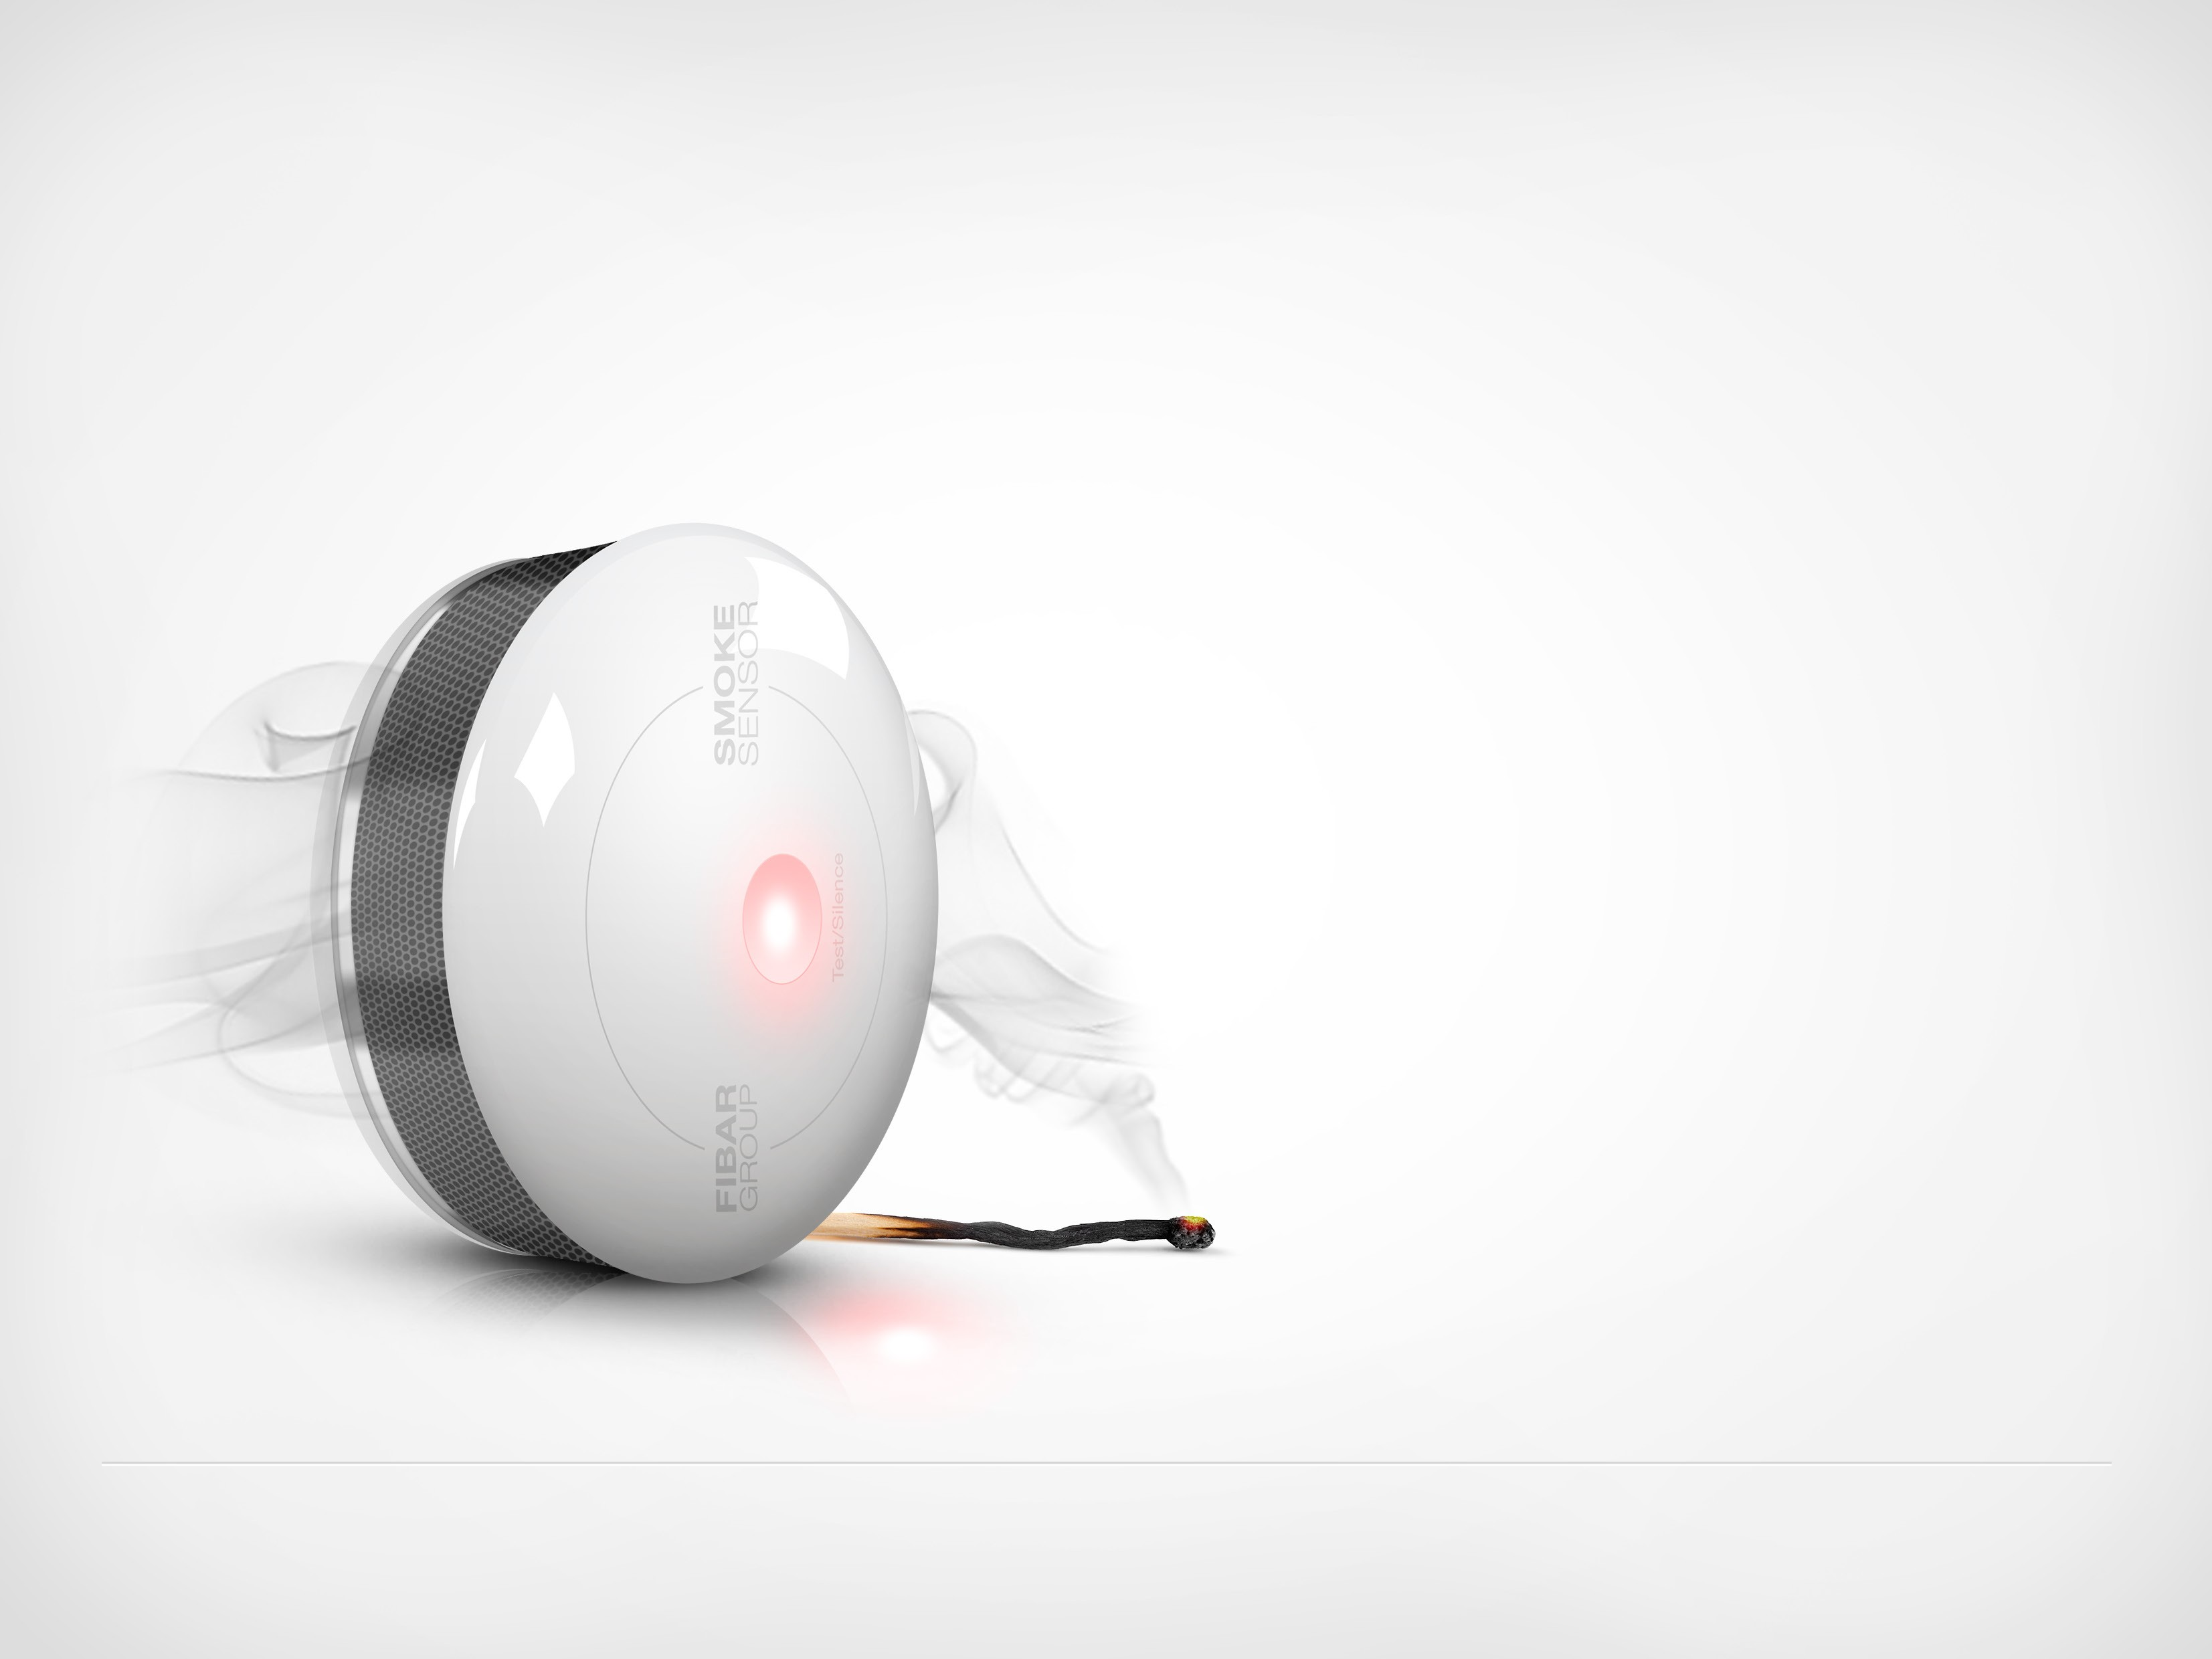 SMOKE
SENSOR
Test/Silence
FIBAR
GROUP